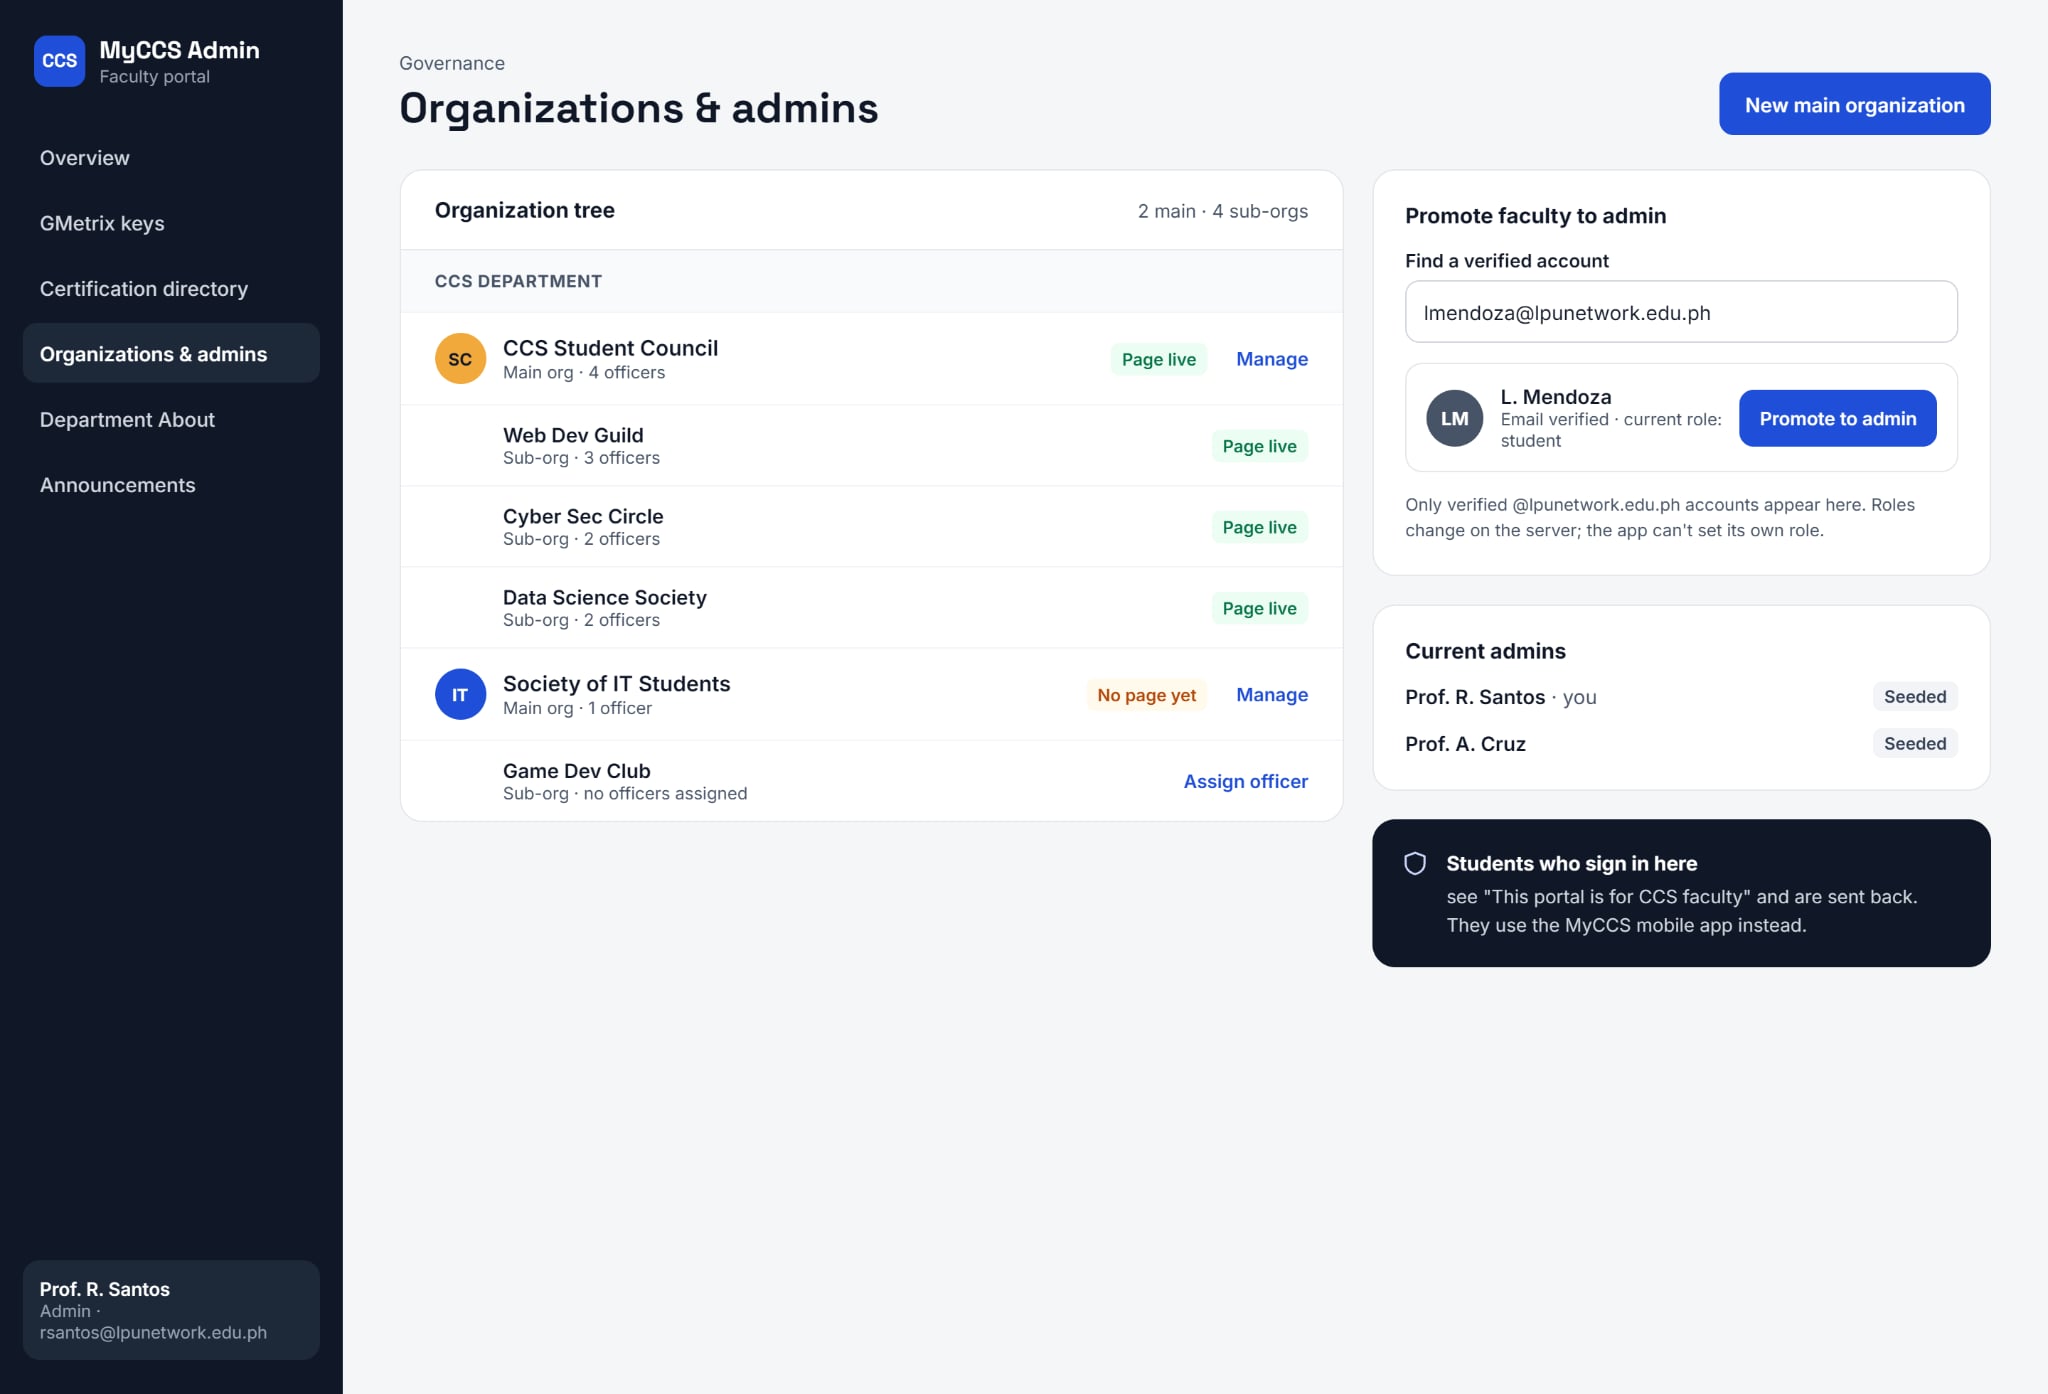 CCS
MyCCS Admin
Faculty portal
Overview
GMetrix keys
Certification directory
Organizations & admins
Department About
Announcements
Prof. R. Santos
Admin ·
rsantos@lpunetwork.edu.ph
Governance
Organizations & admins
New main organization
Organization tree
2 main · 4 sub-orgs
CCS DEPARTMENT
SC
CCS Student Council
Main org · 4 officers
Page live
Manage
Web Dev Guild
Sub-org · 3 officers
Page live
Cyber Sec Circle
Sub-org · 2 officers
Page live
Data Science Society
Sub-org · 2 officers
Page live
IT
Society of IT Students
Main org · 1 officer
No page yet
Manage
Game Dev Club
Sub-org · no officers assigned
Assign officer
Promote faculty to admin
Find a verified account
lmendoza@lpunetwork.edu.ph
LM
L. Mendoza
Email verified · current role:
student
Promote to admin
Only verified @lpunetwork.edu.ph accounts appear here. Roles
change on the server; the app can't set its own role.
Current admins
Prof. R. Santos · you
Seeded
Prof. A. Cruz
Seeded
Students who sign in here
see "This portal is for CCS faculty" and are sent back.
They use the MyCCS mobile app instead.